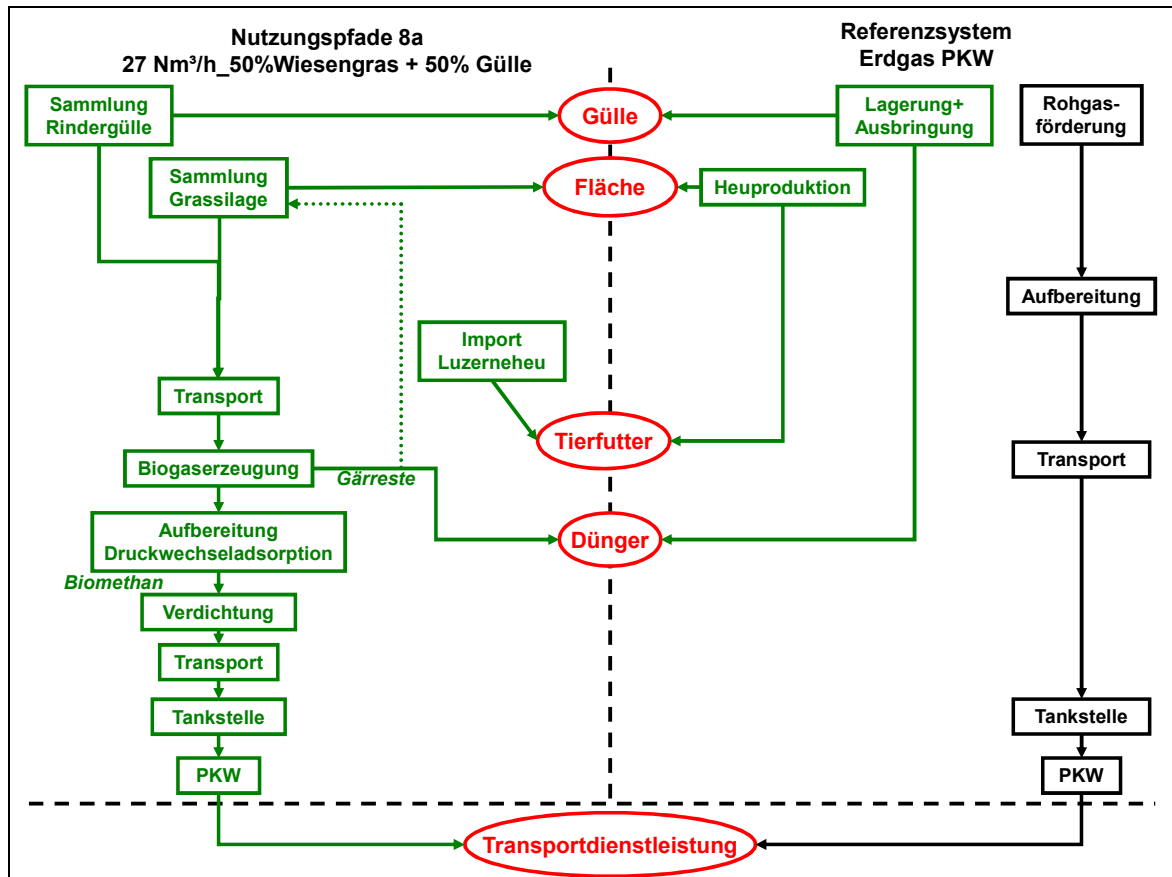 Nutzungspfade 8a
27 Nm³/h_50%Wiesengras + 50% Gülle
Referenzsystem
Erdgas PKW
Sammlung
Rindergülle
Gülle
Lagerung+
Ausbringung
Rohgas-
förderung
Sammlung
Grassilage
Fläche
Heuproduktion
Aufbereitung
Import
Luzerneheu
Transport
Tierfutter
Transport
Biogaserzeugung
Gärreste
Aufbereitung
Druckwechseladsorption
Dünger
Biomethan
Verdichtung
Transport
Tankstelle
Tankstelle
PKW
PKW
Transportdienstleistung